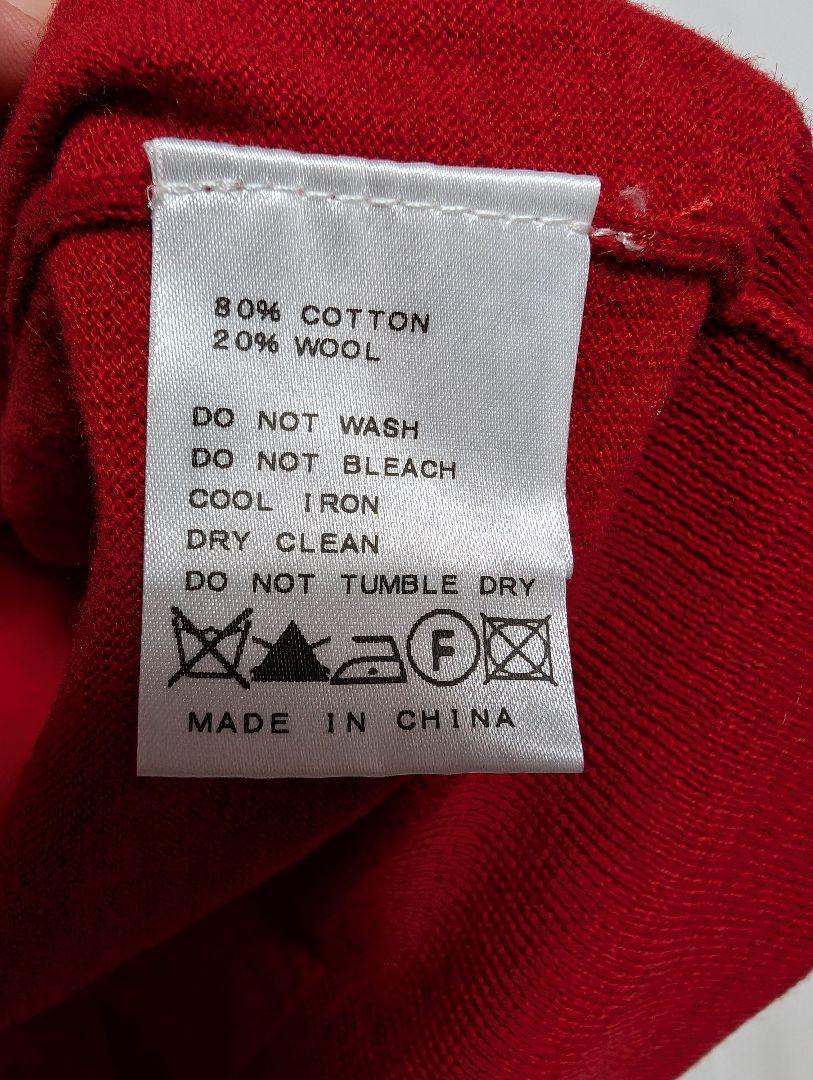 80% COTTON
20% WOOL
DO NOT WASH
DO NOT BLEACH
COOL IRON
DRY CLEAN
DO NOT TUMBLE DRY
F
MADE IN CHINA